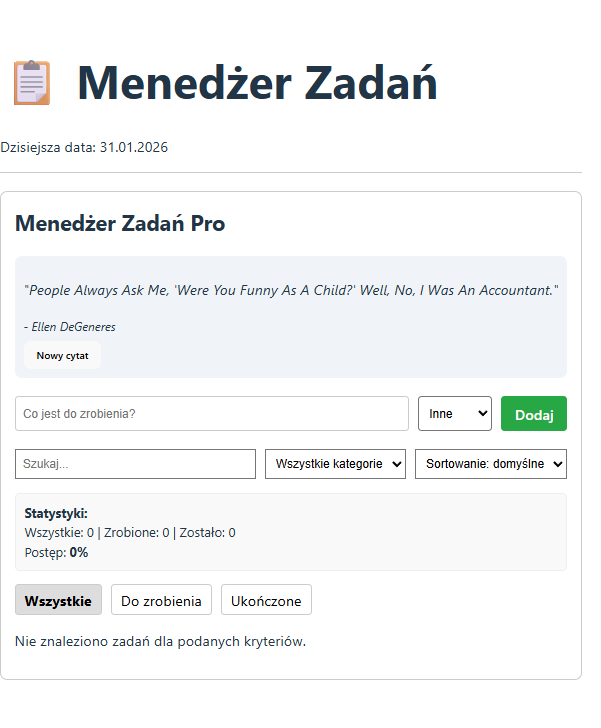 Menedżer Zadań
Dzisiejsza data: 31.01.2026
Menedżer Zadań Pro
"People Always Ask Me, 'Were You Funny As A Child?' Well, No, I Was An Accountant."
- Ellen DeGeneres
Nowy cytat
Co jest do zrobienia? Inne Dodaj
Szukaj... Wszystkie kategorie Sortowanie: domyślne
Statystyki:
Wszystkie: 0 | Zrobione: 0 | Zostało: 0
Postęp: 0%
Wszystkie Do zrobienia Ukończone
Nie znaleziono zadań dla podanych kryteriów.